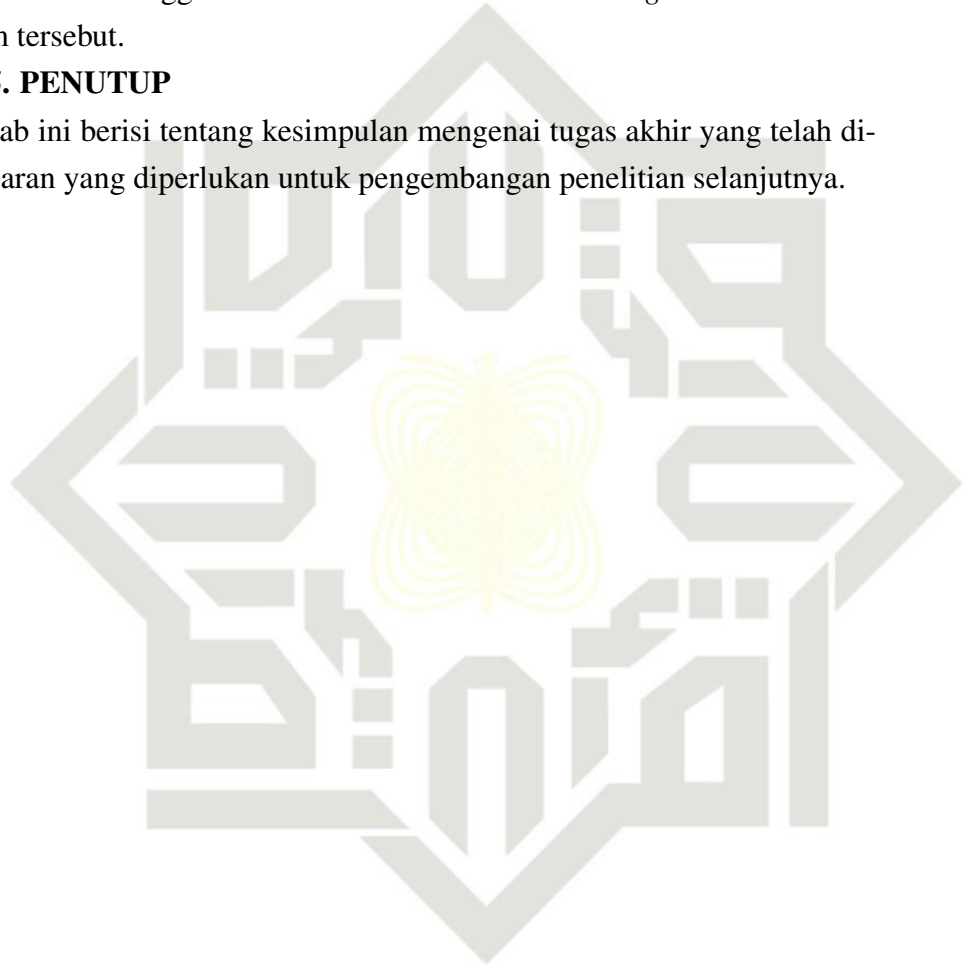 tersebut.
. PENUTUP
ab ini berisi tentang kesimpulan mengenai tugas akhir yang telah di-
aran yang diperlukan untuk pengembangan penelitian selanjutnya.